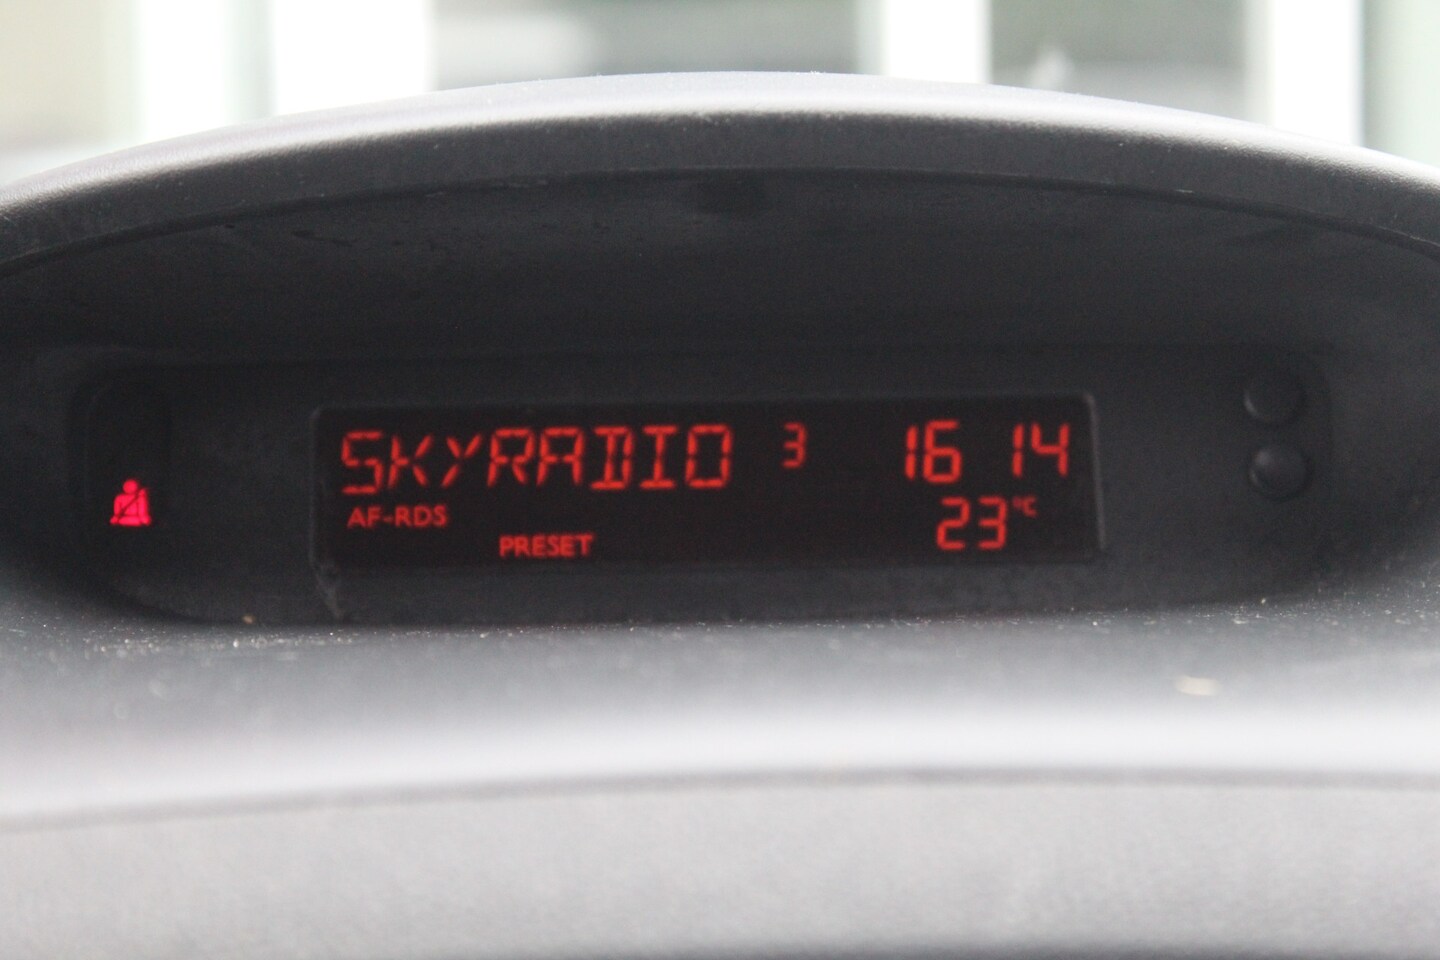 SKYRADIO 3 16 14
AF-RDS 23 °C
PRESET